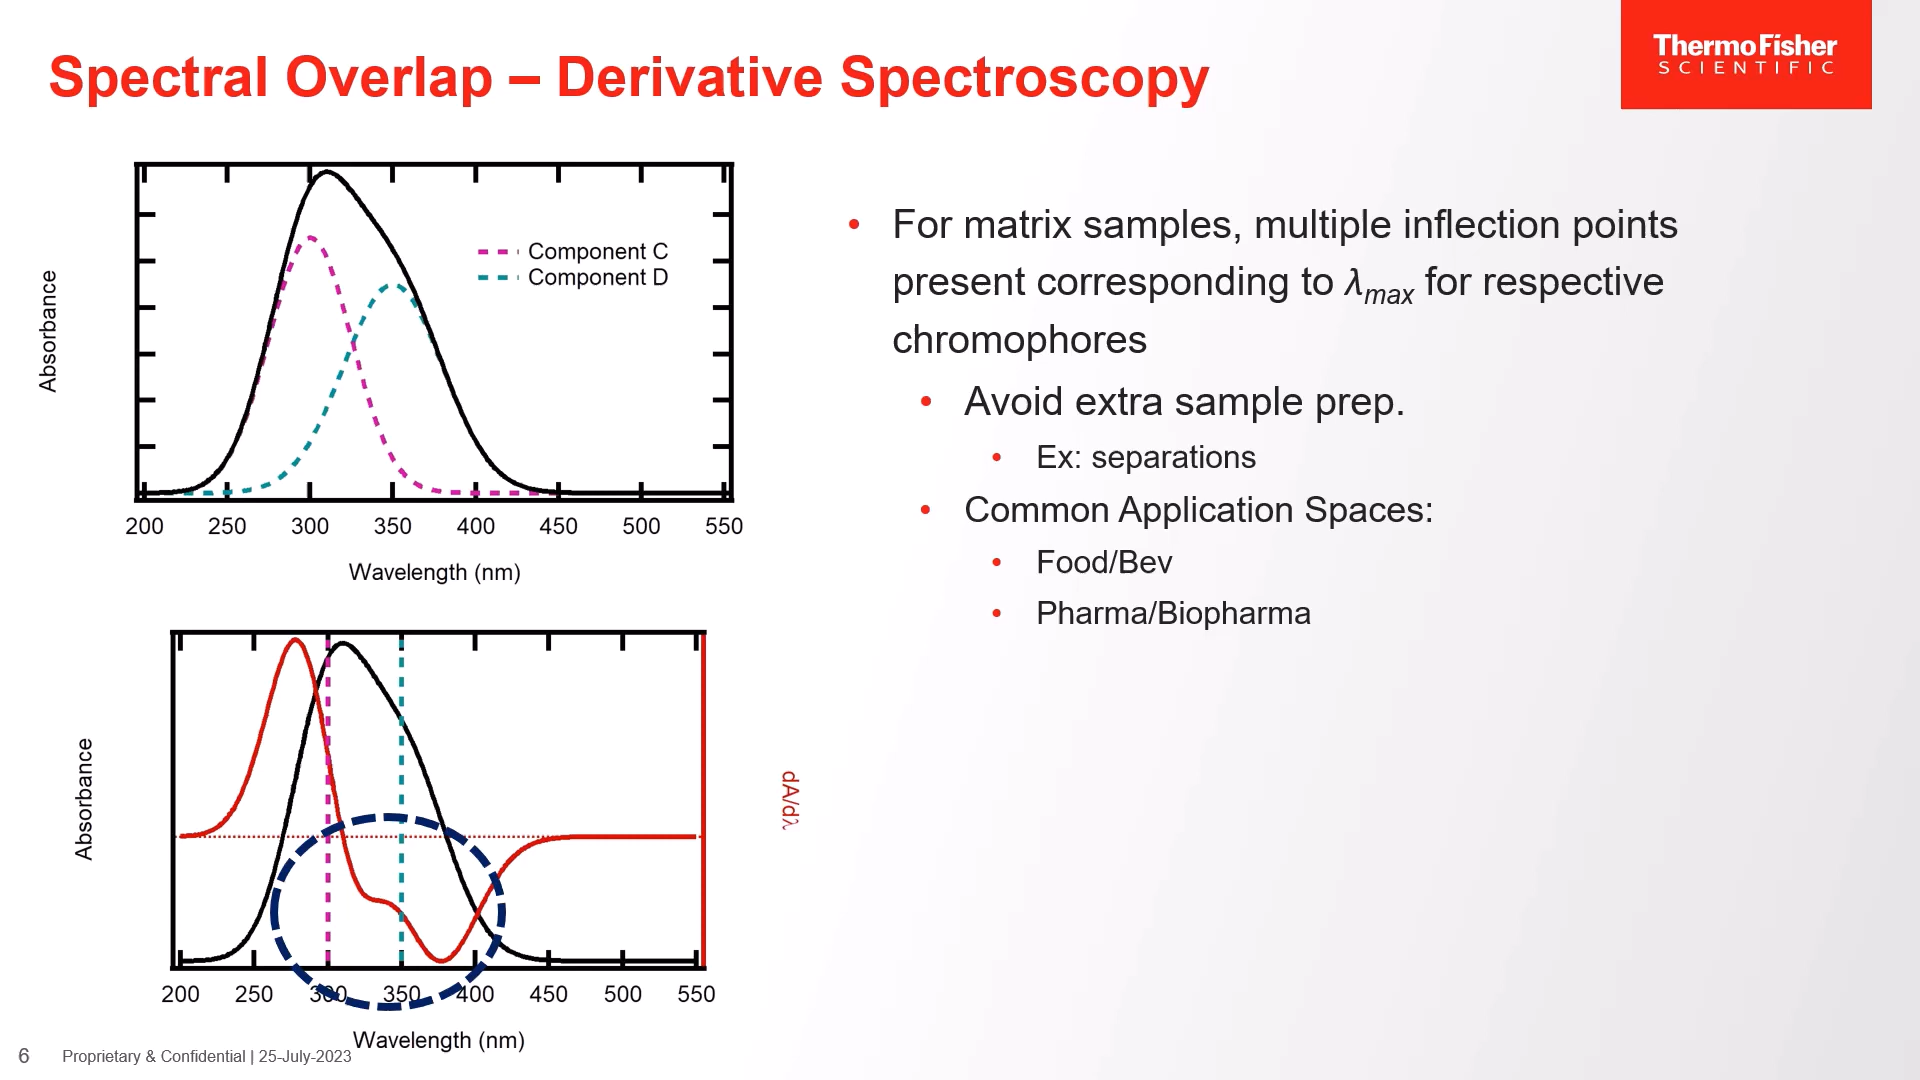 Spectral Overlap – Derivative Spectroscopy
ThermoFisher
SCIENTIFIC
Absorbance
Component C
Component D
200 250 300 350 400 450 500 550
Wavelength (nm)
• For matrix samples, multiple inflection points
present corresponding to λmax for respective
chromophores
• Avoid extra sample prep.
• Ex: separations
• Common Application Spaces:
• Food/Bev
• Pharma/Biopharma
Absorbance
dA/dλ
200 250 300 350 400 450 500 550
Wavelength (nm)
6 Proprietary & Confidential | 25-July-2023